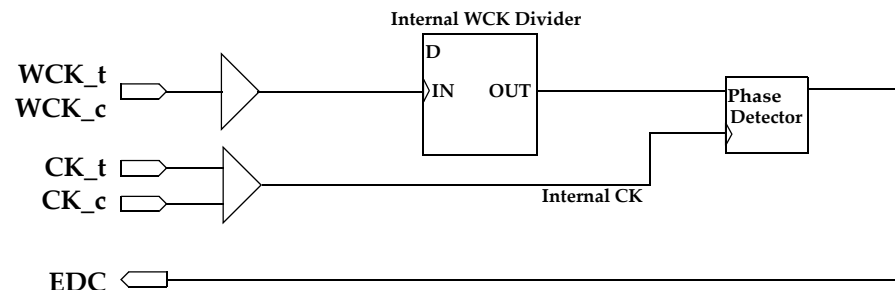 Internal WCK Divider
D
WCK_t
IN
OUT
WCK_c
Phase
Detector
CK_t
CK_c
Internal CK
EDC